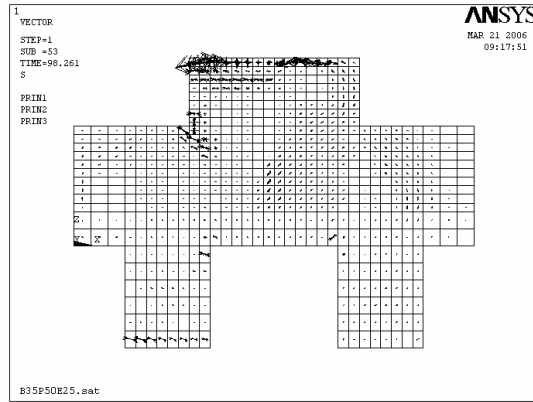 1
VECTOR
STEP=1
SUB =53
TIME=98.261
S
PRIN1
PRIN2
PRIN3
ANSYS
MAR 21 2006
09:17:51
Z
Y X
B35P50E25.sat